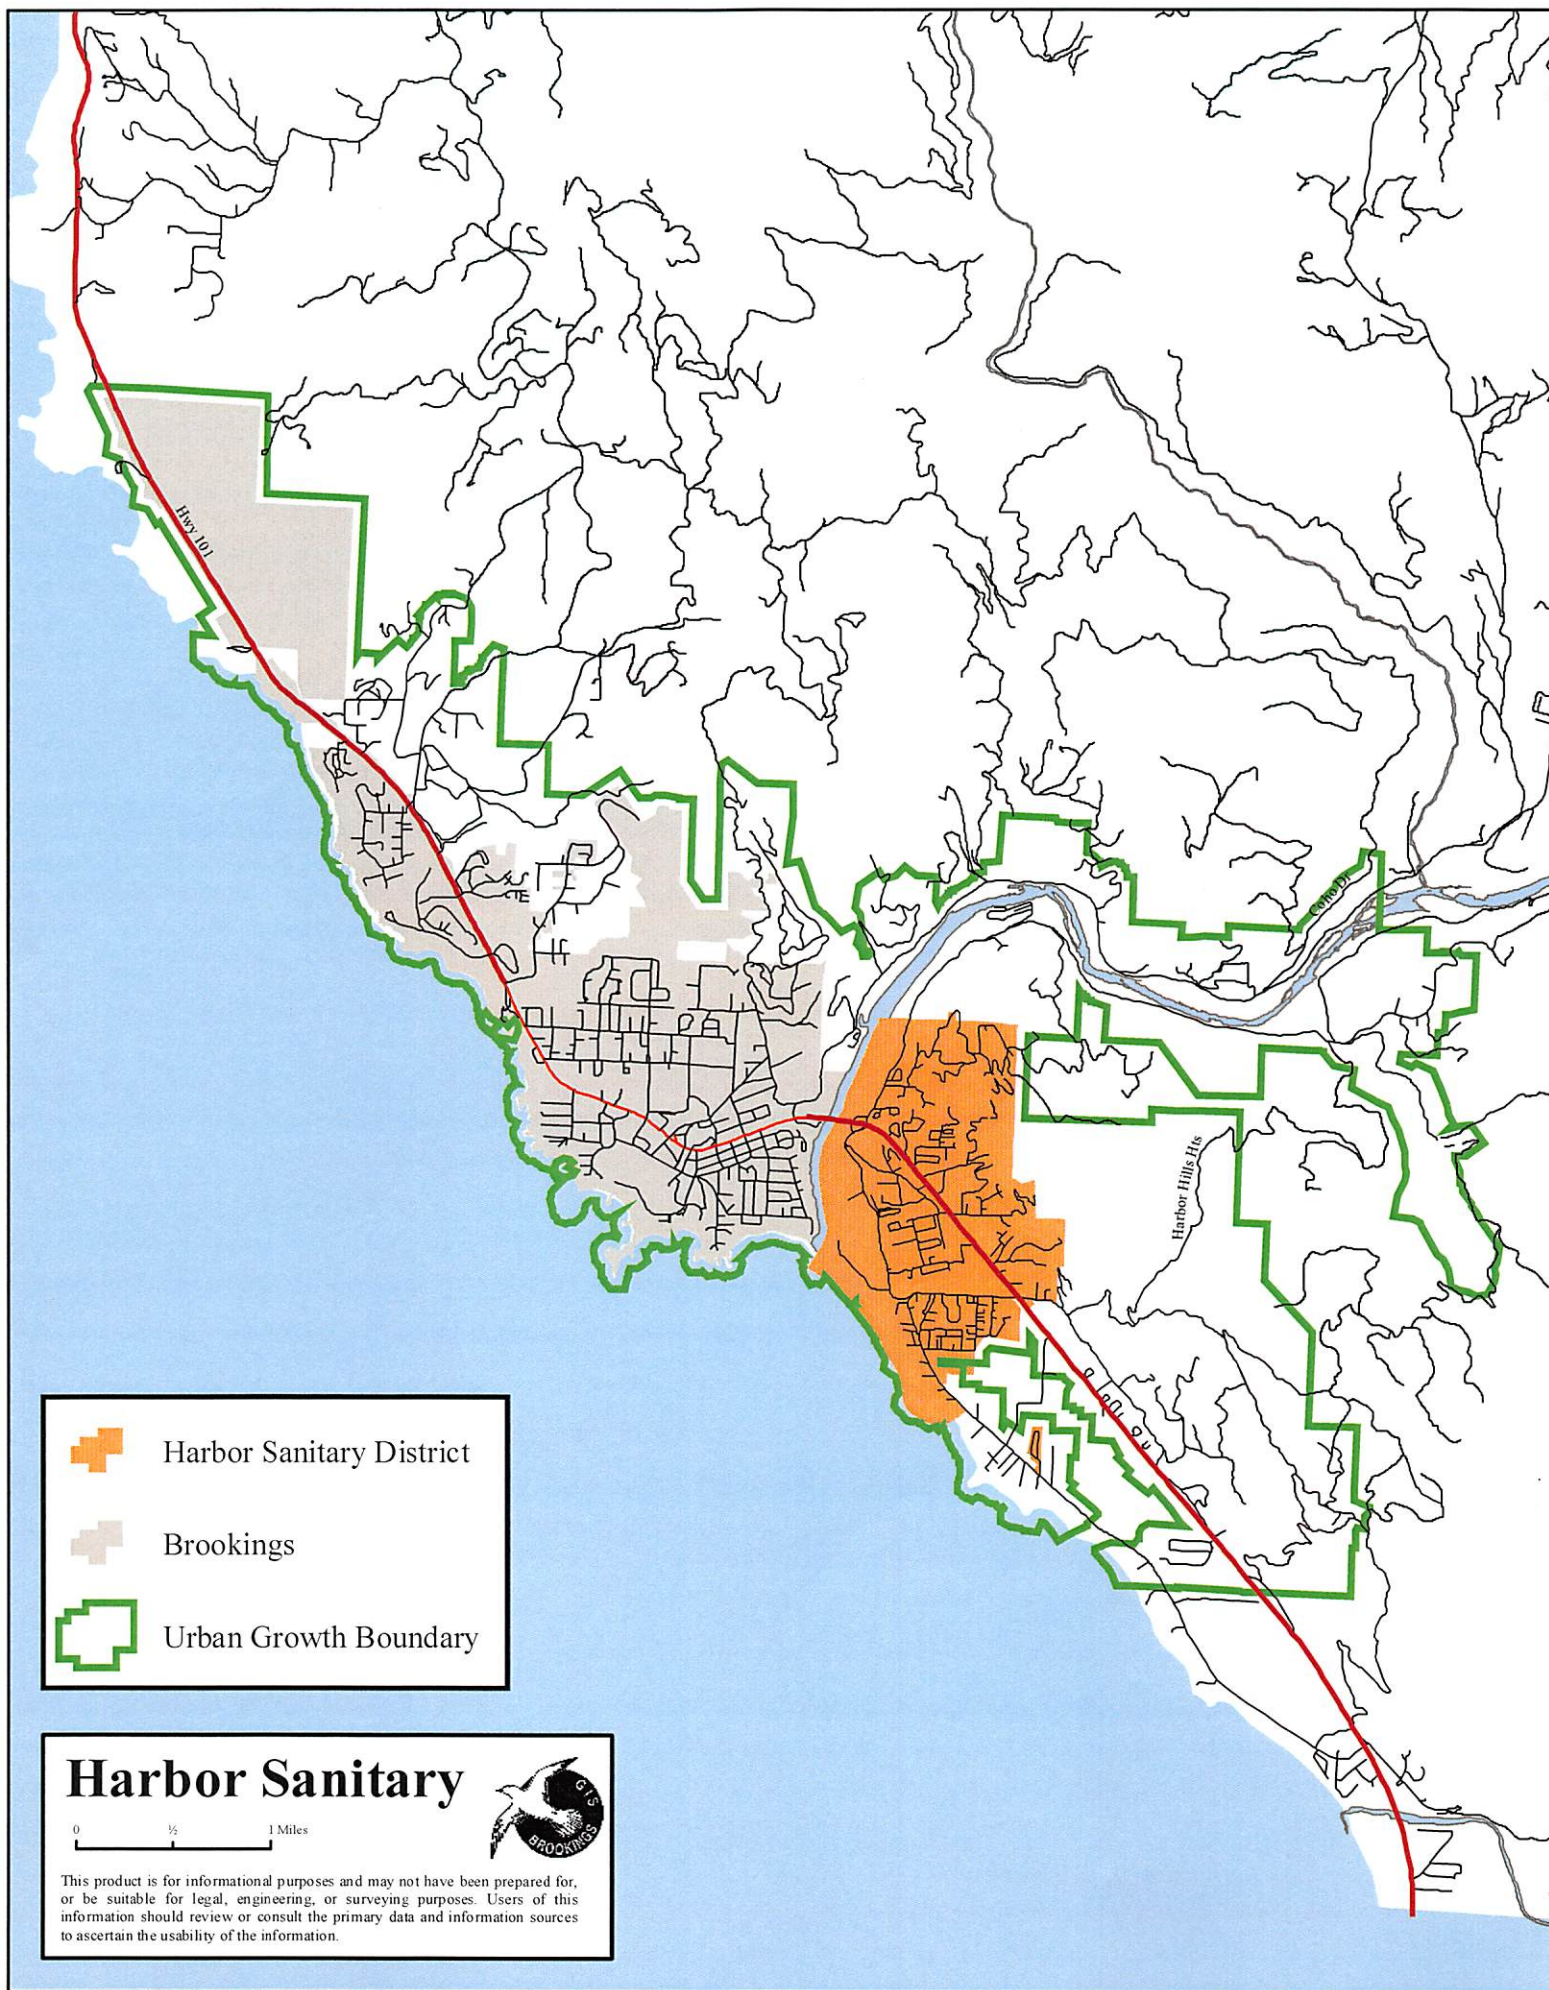 Hwy 101
Coho Dr
Harbor Hills Hts
Harbor Sanitary District
Brookings
Urban Growth Boundary
Harbor Sanitary
GIS
BROOKINGS
0 ½ 1 Miles
This product is for informational purposes and may not have been prepared for,
or be suitable for legal, engineering, or surveying purposes. Users of this
information should review or consult the primary data and information sources
to ascertain the usability of the information.